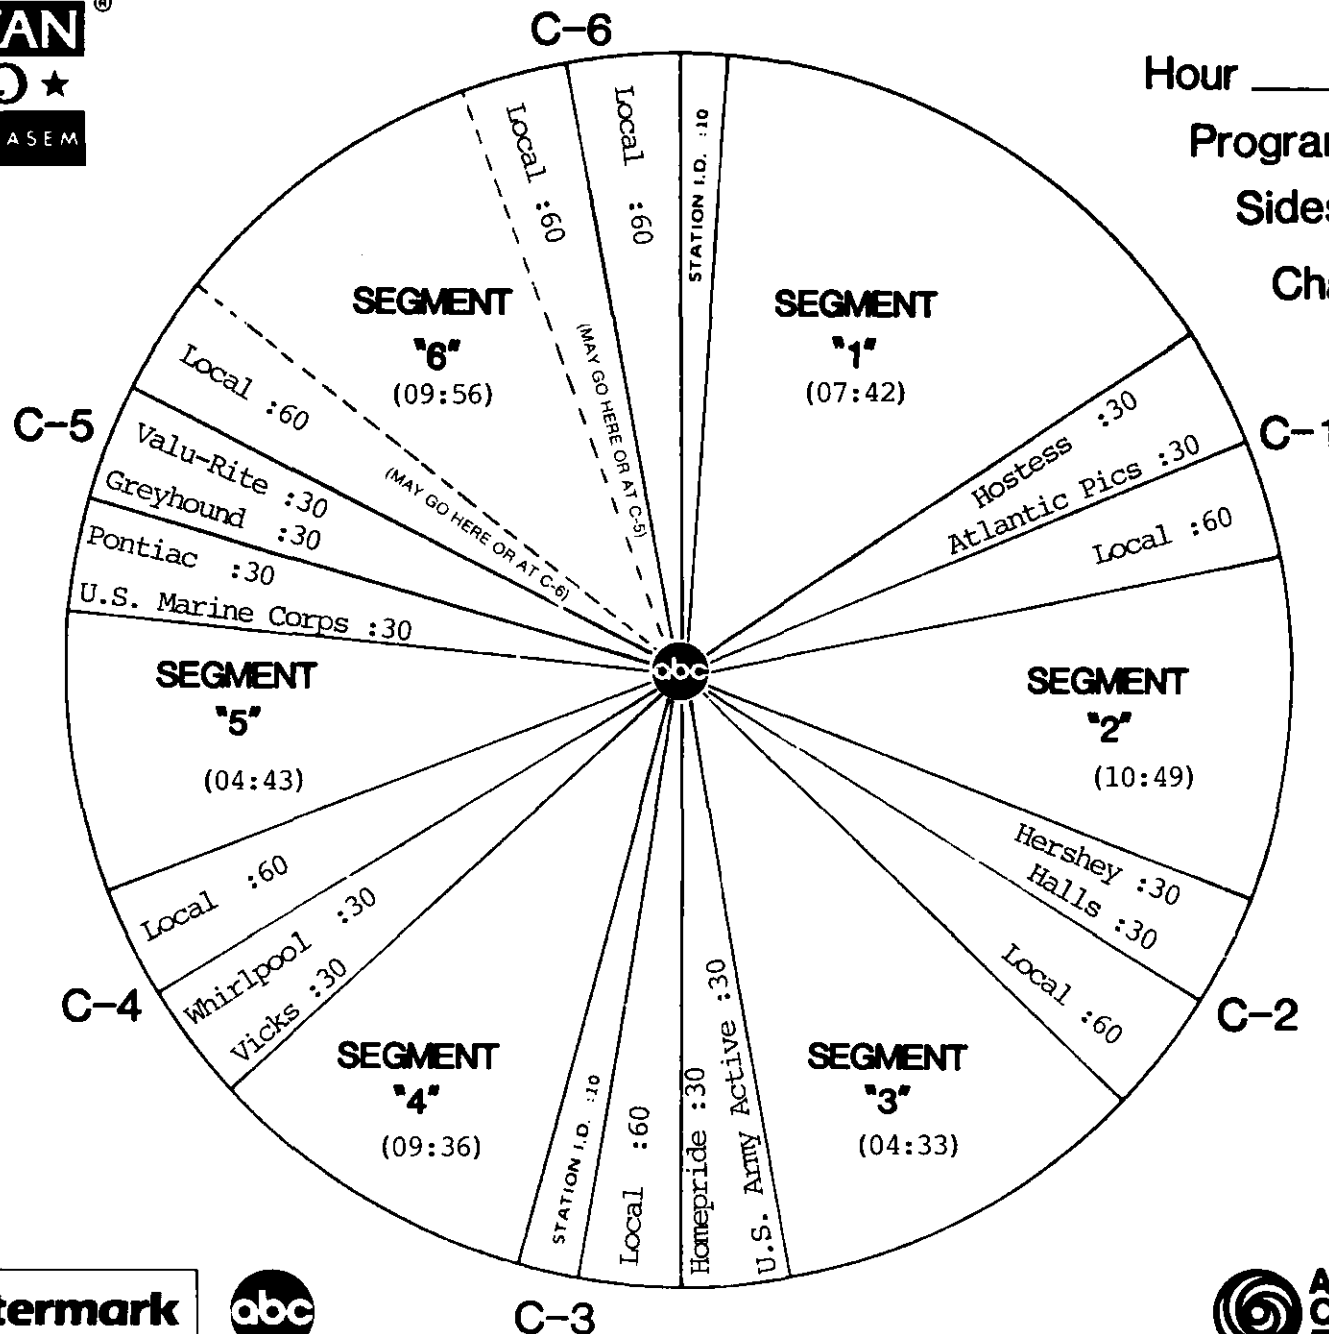 C-6
®
Hour
STATION I.D. :10
SEGMENT
"1"
(07:42)
Hostess :30
Atlantic Pics :30
C-1
Local :60
SEGMENT
"2"
(10:49)
Hershey :30
Halls :30
C-2
Local :60
SEGMENT
"3"
(04:33)
U.S. Army Active :30
Homepride :30
C-3
Local :60
STATION I.D. :10
SEGMENT
"4"
(09:36)
Vicks :30
Whirlpool :30
C-4
Local :60
SEGMENT
"5"
(04:43)
U.S. Marine Corps :30
Pontiac :30
Greyhound :30
Valu-Rite :30
C-5
Local :60
(MAY GO HERE OR AT C-6)
SEGMENT
"6"
(09:56)
Local :60
(MAY GO HERE OR AT C-5)
Local :60
abc
abc